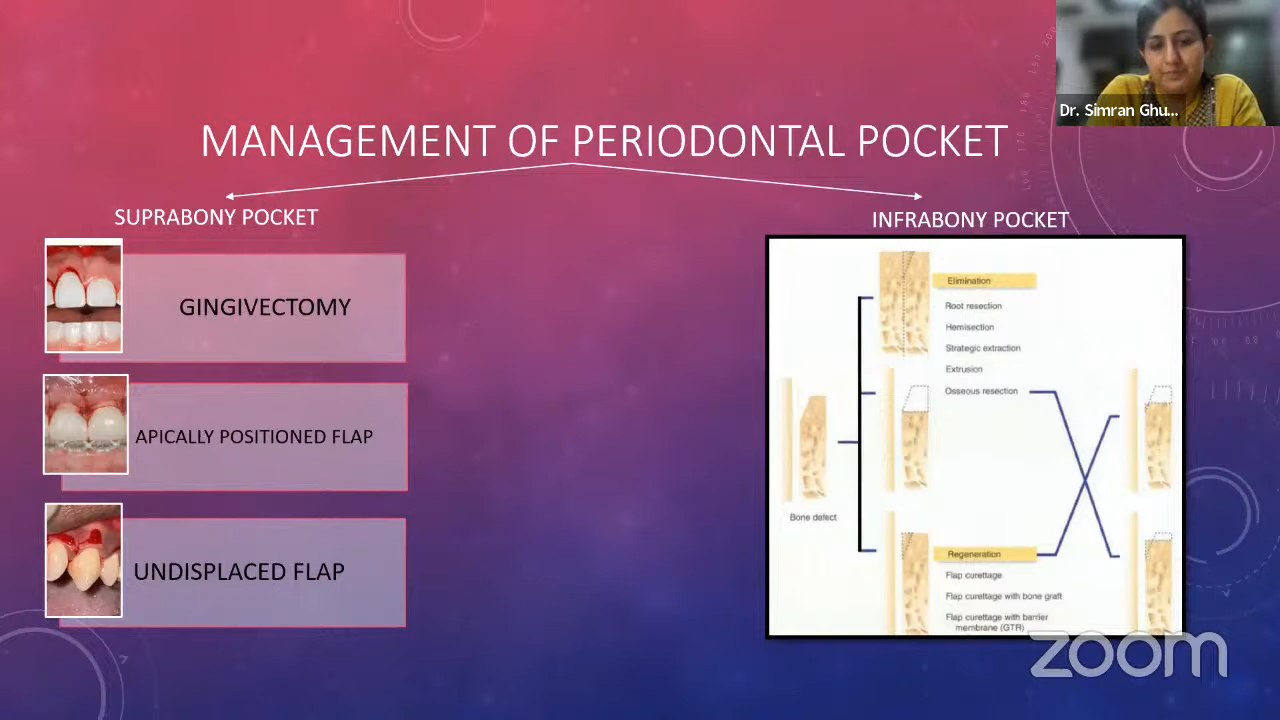 Dr. Simran Ghu...
MANAGEMENT OF PERIODONTAL POCKET
SUPRABONY POCKET
GINGIVECTOMY
APICALLY POSITIONED FLAP
UNDISPLACED FLAP
INFRABONY POCKET
Elimination
Root resection
Hemisection
Strategic extraction
Extrusion
Osseous resection
Bone defect
Regeneration
Flap curettage
Flap curettage with bone graft
Flap curettage with barrier
membrane (GTR)
zoom